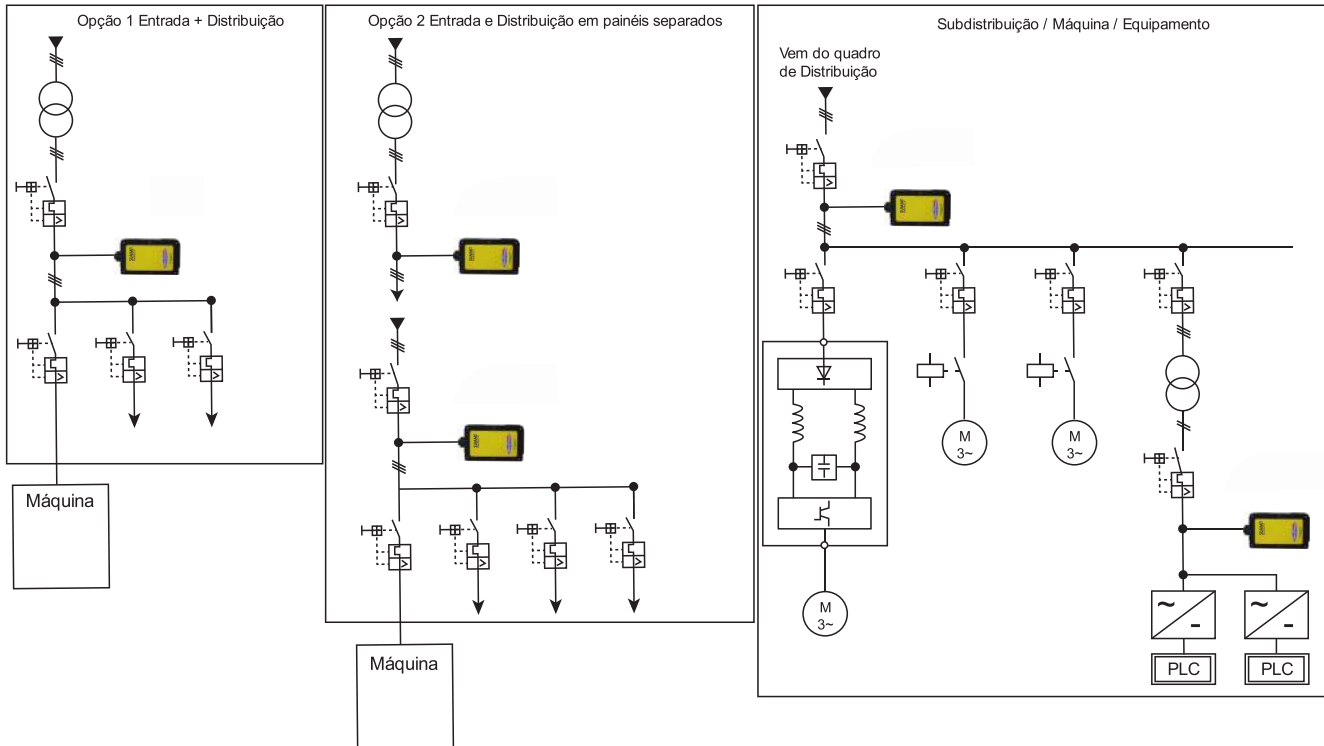 Opção 1 Entrada + Distribuição
Máquina
Opção 2 Entrada e Distribuição em painéis separados
Máquina
Subdistribuição / Máquina / Equipamento
Vem do quadro
de Distribuição
M
3~
M
3~
M
3~
~
-
~
-
PLC
PLC